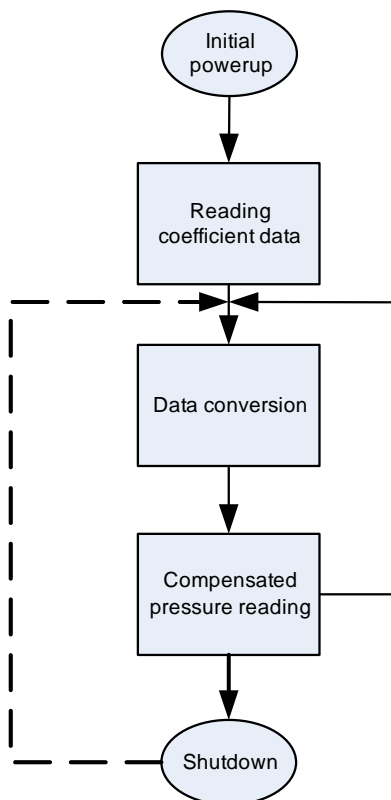 Initial
powerup
Reading
coefficient data
Data conversion
Compensated
pressure reading
Shutdown